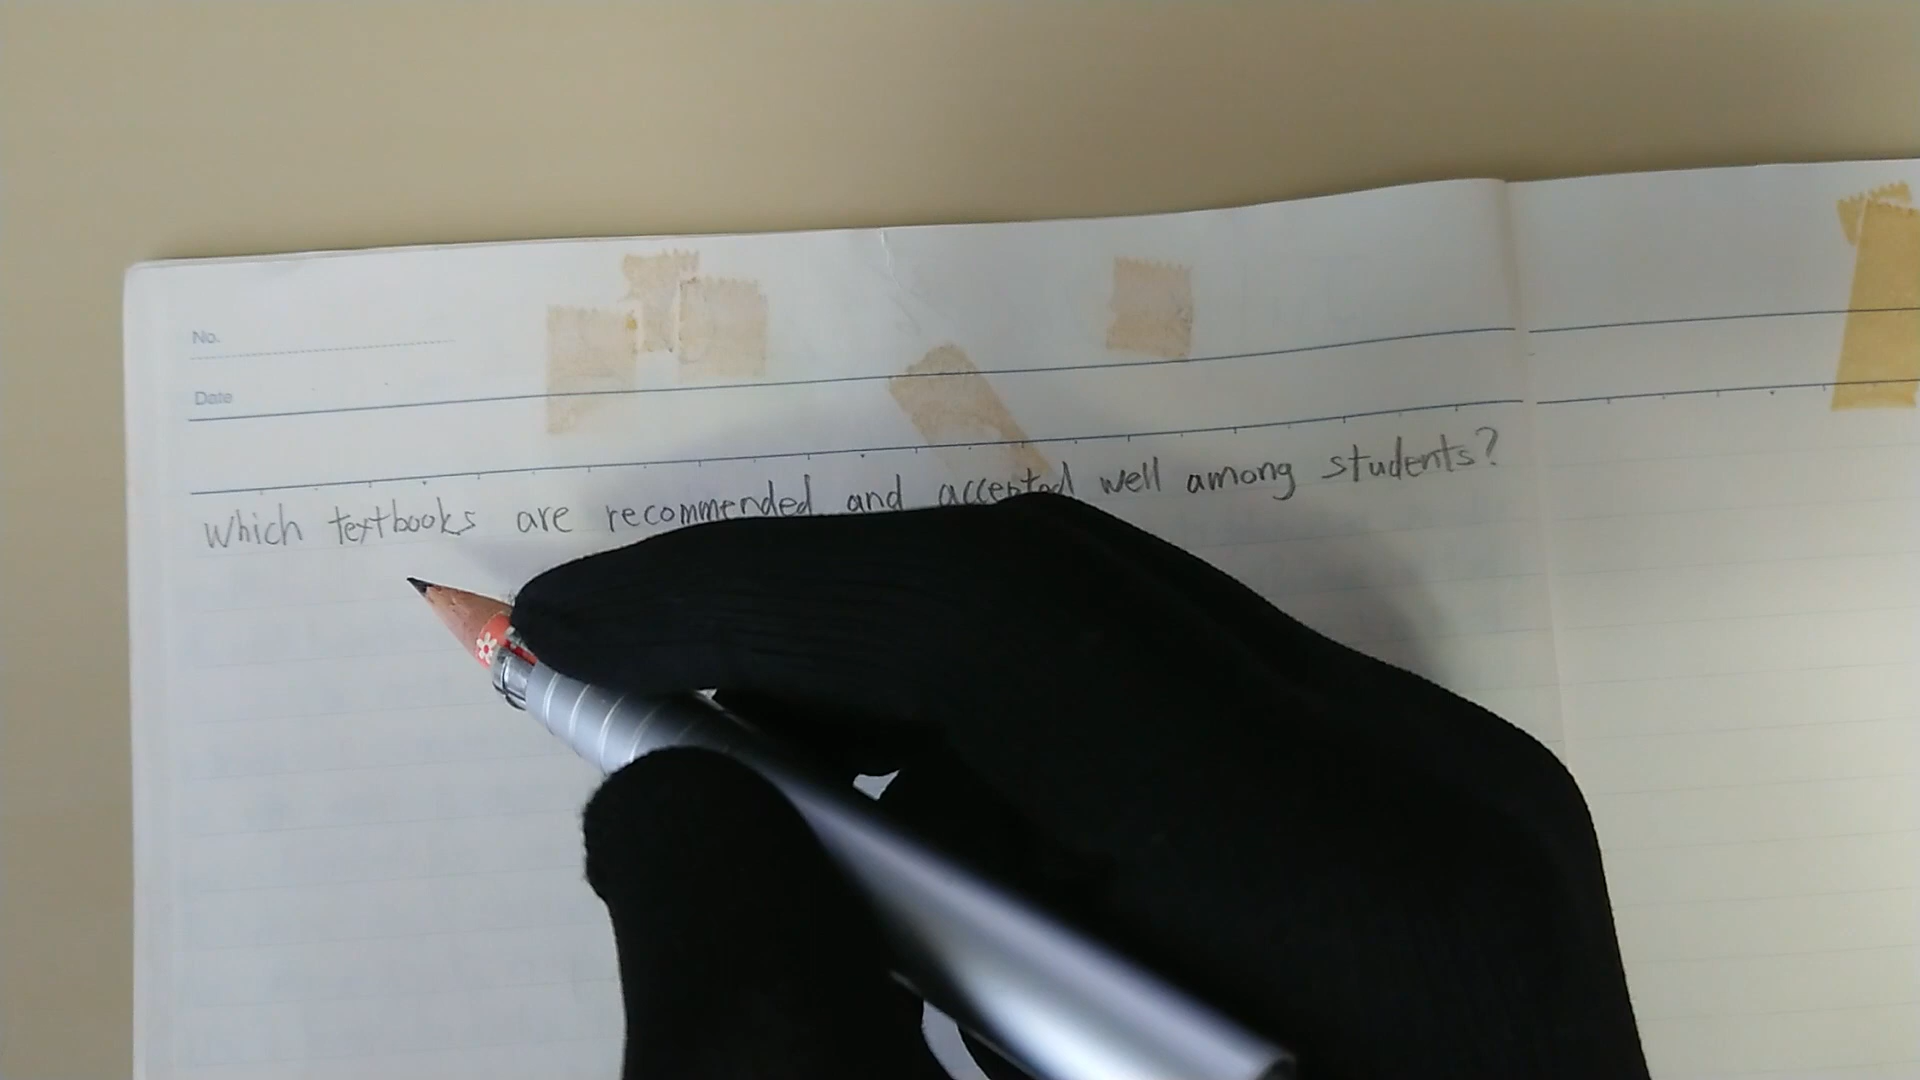 No.
Date
Which textbooks are recommended and accepted well among students?